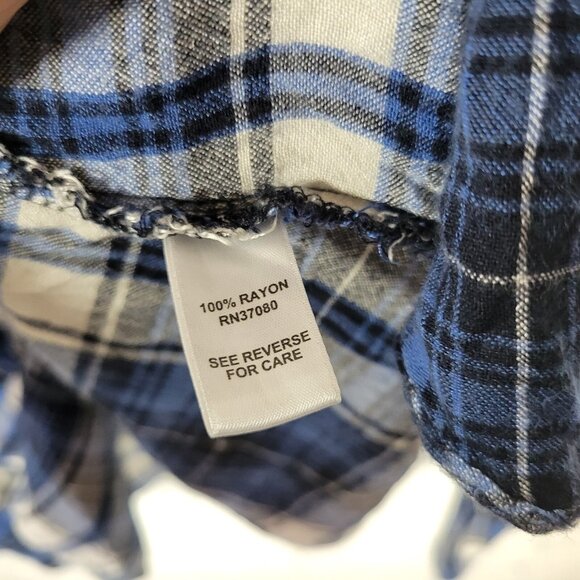 100% RAYON
RN37080
SEE REVERSE
FOR CARE